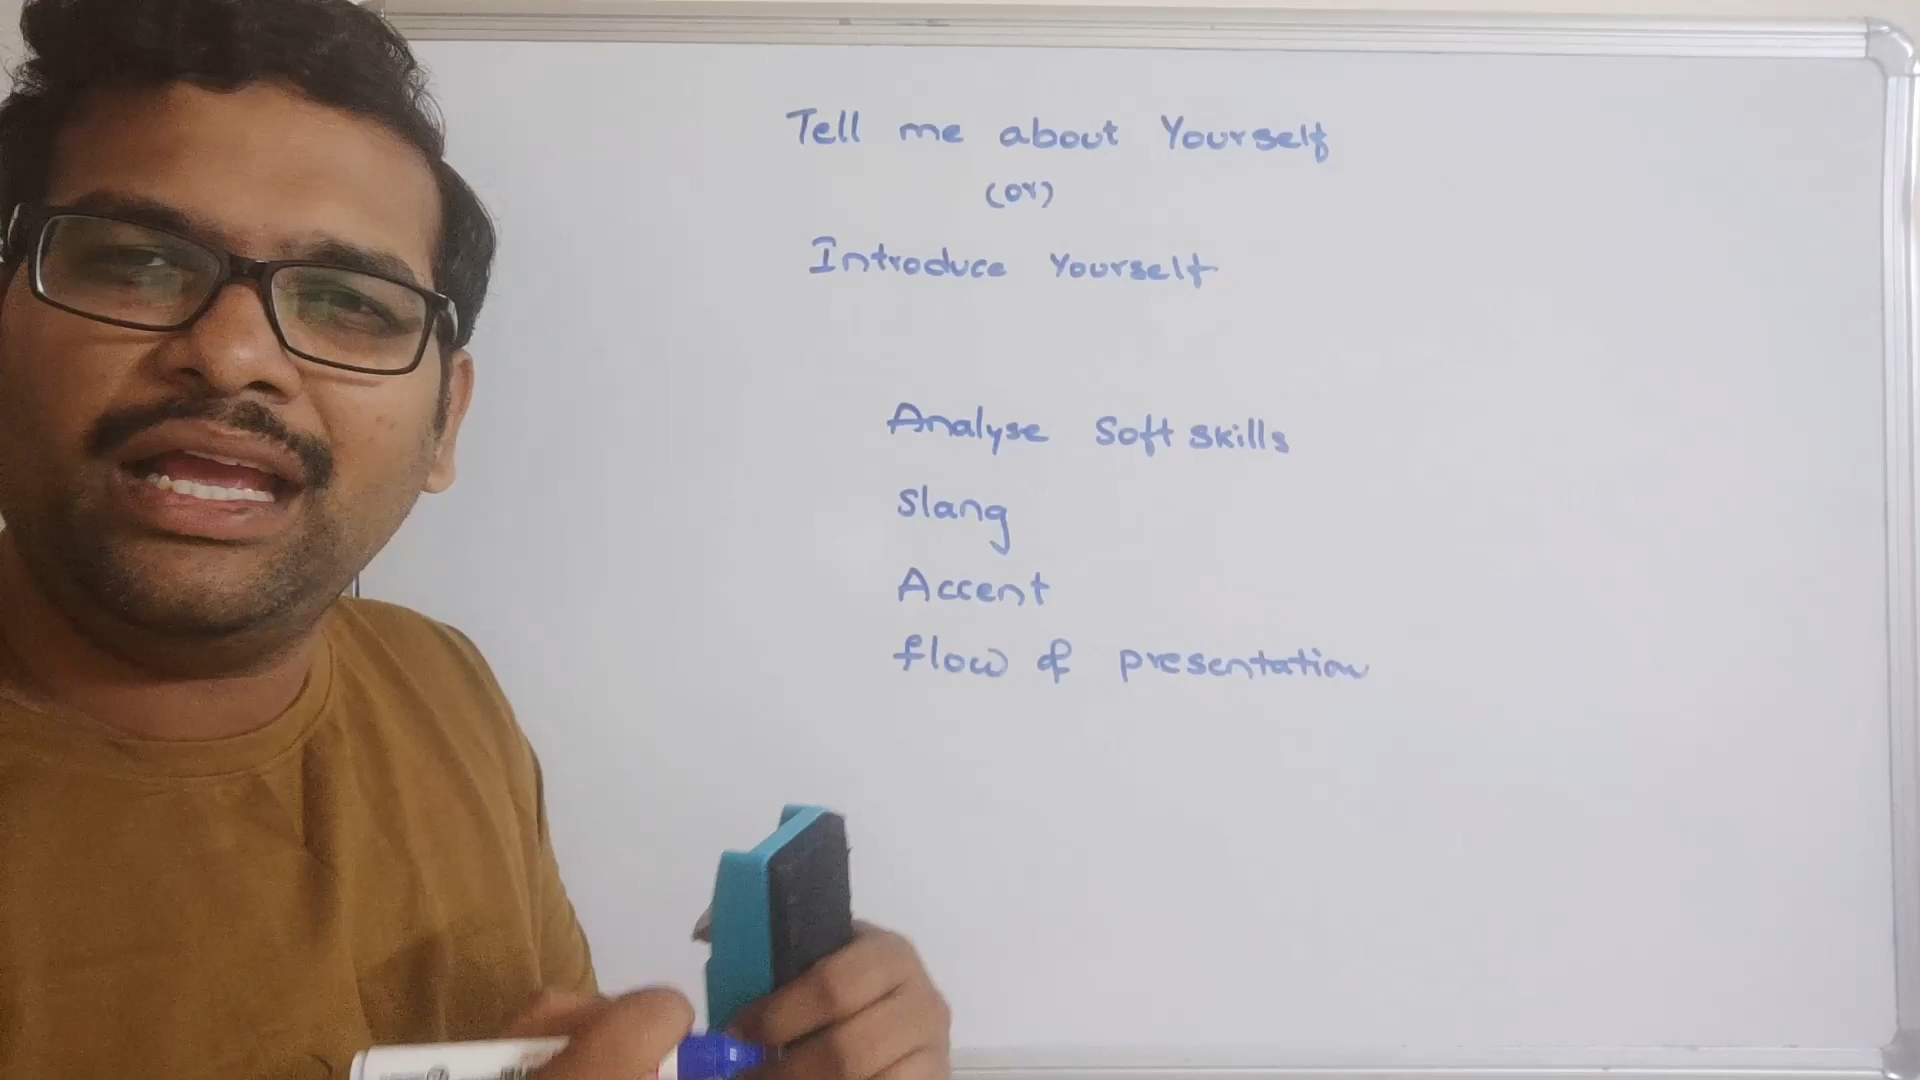 Tell me about Yourself
(or)
Introduce Yourself
Analyse Soft skills
Slang
Accent
flow of presentation